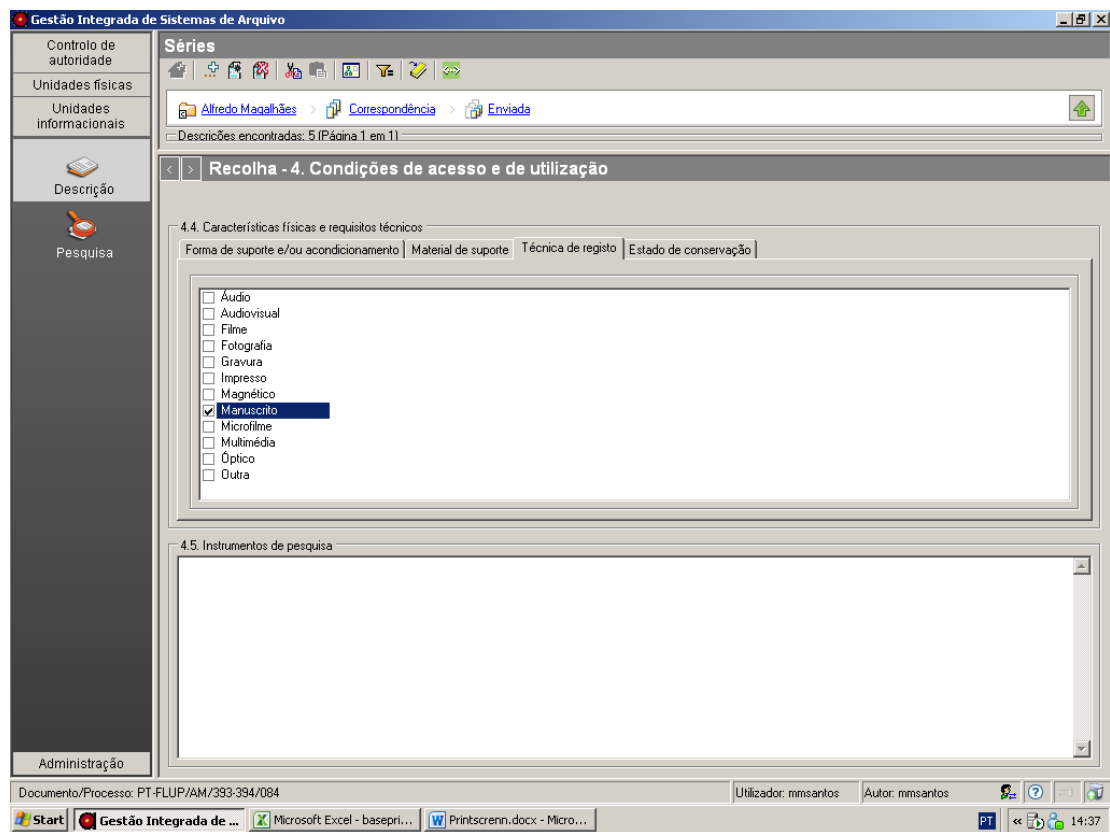 Gestão Integrada de Sistemas de Arquivo
Controlo de
autoridade
Unidades físicas
Unidades
informacionais
Descrição
Pesquisa
Administração
Séries
Alfredo Magalhães > Correspondência > Enviada
Descrições encontradas: 5 (Página 1 em 1)
< > Recolha - 4. Condições de acesso e de utilização
4.4. Características físicas e requisitos técnicos
Forma de suporte e/ou acondicionamento Material de suporte Técnica de registo Estado de conservação
Áudio
Audiovisual
Filme
Fotografia
Gravura
Impresso
Magnético
Manuscrito
Microfilme
Multimédia
Óptico
Outra
4.5. Instrumentos de pesquisa
Documento/Processo: PT-FLUP/AM/393-394/084 Utilizador: mmsantos Autor: mmsantos
Start Gestão Integrada de ... Microsoft Excel - basepri... Printscrenn.docx - Micro... PT « 14:37